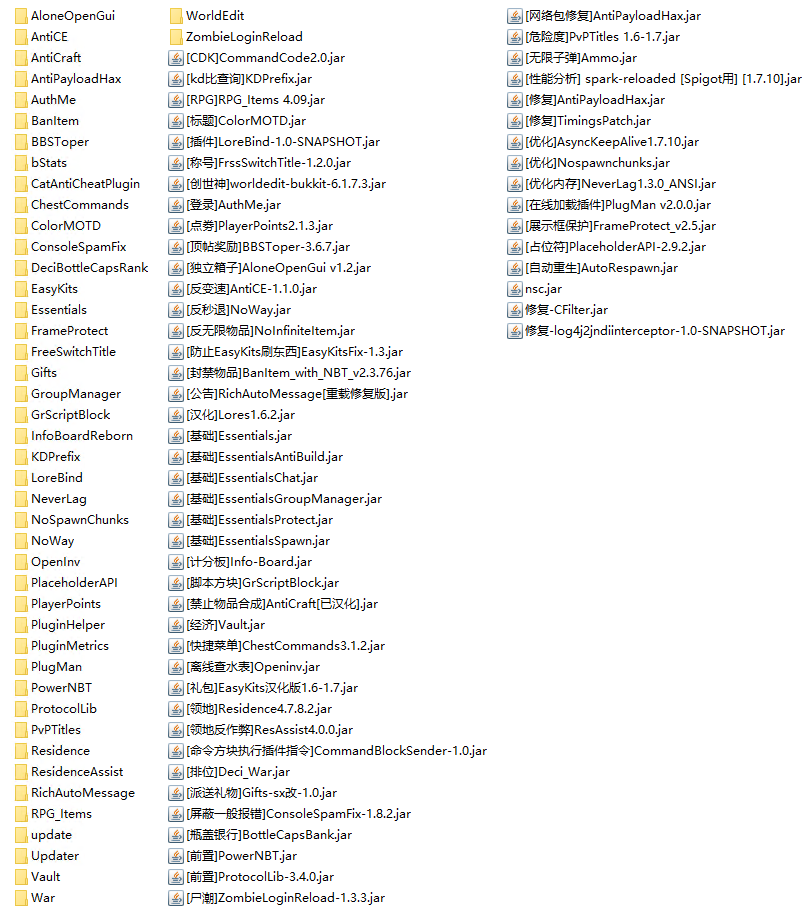 AloneOpenGui
AntiCE
AntiCraft
AntiPayloadHax
AuthMe
BanItem
BBSToper
bStats
CatAntiCheatPlugin
ChestCommands
ColorMOTD
ConsoleSpamFix
DeciBottleCapsRank
EasyKits
Essentials
FrameProtect
FreeSwitchTitle
Gifts
GroupManager
GrScriptBlock
InfoBoardReborn
KDPrefix
LoreBind
NeverLag
NoSpawnChunks
NoWay
OpenInv
PlaceholderAPI
PlayerPoints
PluginHelper
PluginMetrics
PlugMan
PowerNBT
ProtocolLib
PvPTitles
Residence
ResidenceAssist
RichAutoMessage
RPG_Items
update
Updater
Vault
War
WorldEdit
ZombieLoginReload
[CDK]CommandCode2.0.jar
[kd比查询]KDPrefix.jar
[RPG]RPG_Items 4.09.jar
[标题]ColorMOTD.jar
[插件]LoreBind-1.0-SNAPSHOT.jar
[称号]FrssSwitchTitle-1.2.0.jar
[创世神]worldedit-bukkit-6.1.7.3.jar
[登录]AuthMe.jar
[点券]PlayerPoints2.1.3.jar
[顶帖奖励]BBSToper-3.6.7.jar
[独立箱子]AloneOpenGui v1.2.jar
[反变速]AntiCE-1.1.0.jar
[反秒退]NoWay.jar
[反无限物品]NoInfiniteItem.jar
[防止EasyKits刷东西]EasyKitsFix-1.3.jar
[封禁物品]BanItem_with_NBT_v2.3.76.jar
[公告]RichAutoMessage[重载修复版].jar
[汉化]Lores1.6.2.jar
[基础]Essentials.jar
[基础]EssentialsAntiBuild.jar
[基础]EssentialsChat.jar
[基础]EssentialsGroupManager.jar
[基础]EssentialsProtect.jar
[基础]EssentialsSpawn.jar
[计分板]Info-Board.jar
[脚本方块]GrScriptBlock.jar
[禁止物品合成]AntiCraft[已汉化].jar
[经济]Vault.jar
[快捷菜单]ChestCommands3.1.2.jar
[离线查水表]Openinv.jar
[礼包]EasyKits汉化版1.6-1.7.jar
[领地]Residence4.7.8.2.jar
[领地反作弊]ResAssist4.0.0.jar
[命令方块执行插件指令]CommandBlockSender-1.0.jar
[排位]Deci_War.jar
[派送礼物]Gifts-sx改-1.0.jar
[屏蔽一般报错]ConsoleSpamFix-1.8.2.jar
[瓶盖银行]BottleCapsBank.jar
[前置]PowerNBT.jar
[前置]ProtocolLib-3.4.0.jar
[尸潮]ZombieLoginReload-1.3.3.jar
[网络包修复]AntiPayloadHax.jar
[危险度]PvPTitles 1.6-1.7.jar
[无限子弹]Ammo.jar
[性能分析] spark-reloaded [Spigot用] [1.7.10].jar
[修复]AntiPayloadHax.jar
[修复]TimingsPatch.jar
[优化]AsyncKeepAlive1.7.10.jar
[优化]Nospawnchunks.jar
[优化内存]NeverLag1.3.0_ANSI.jar
[在线加载插件]PlugMan v2.0.0.jar
[展示框保护]FrameProtect_v2.5.jar
[占位符]PlaceholderAPI-2.9.2.jar
[自动重生]AutoRespawn.jar
nsc.jar
修复-CFilter.jar
修复-log4j2jndiinterceptor-1.0-SNAPSHOT.jar